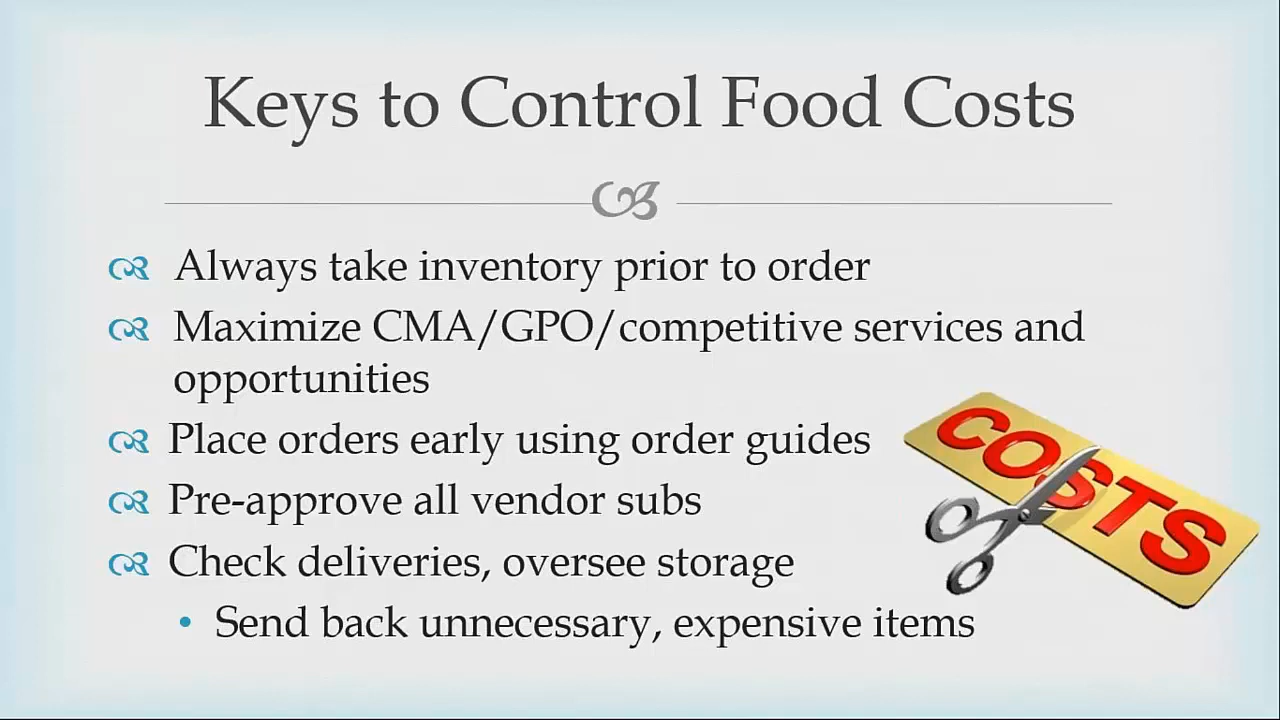 Keys to Control Food Costs
Always take inventory prior to order
Maximize CMA/GPO/competitive services and
opportunities
Place orders early using order guides
COSTS
Pre-approve all vendor subs
Check deliveries, oversee storage
• Send back unnecessary, expensive items